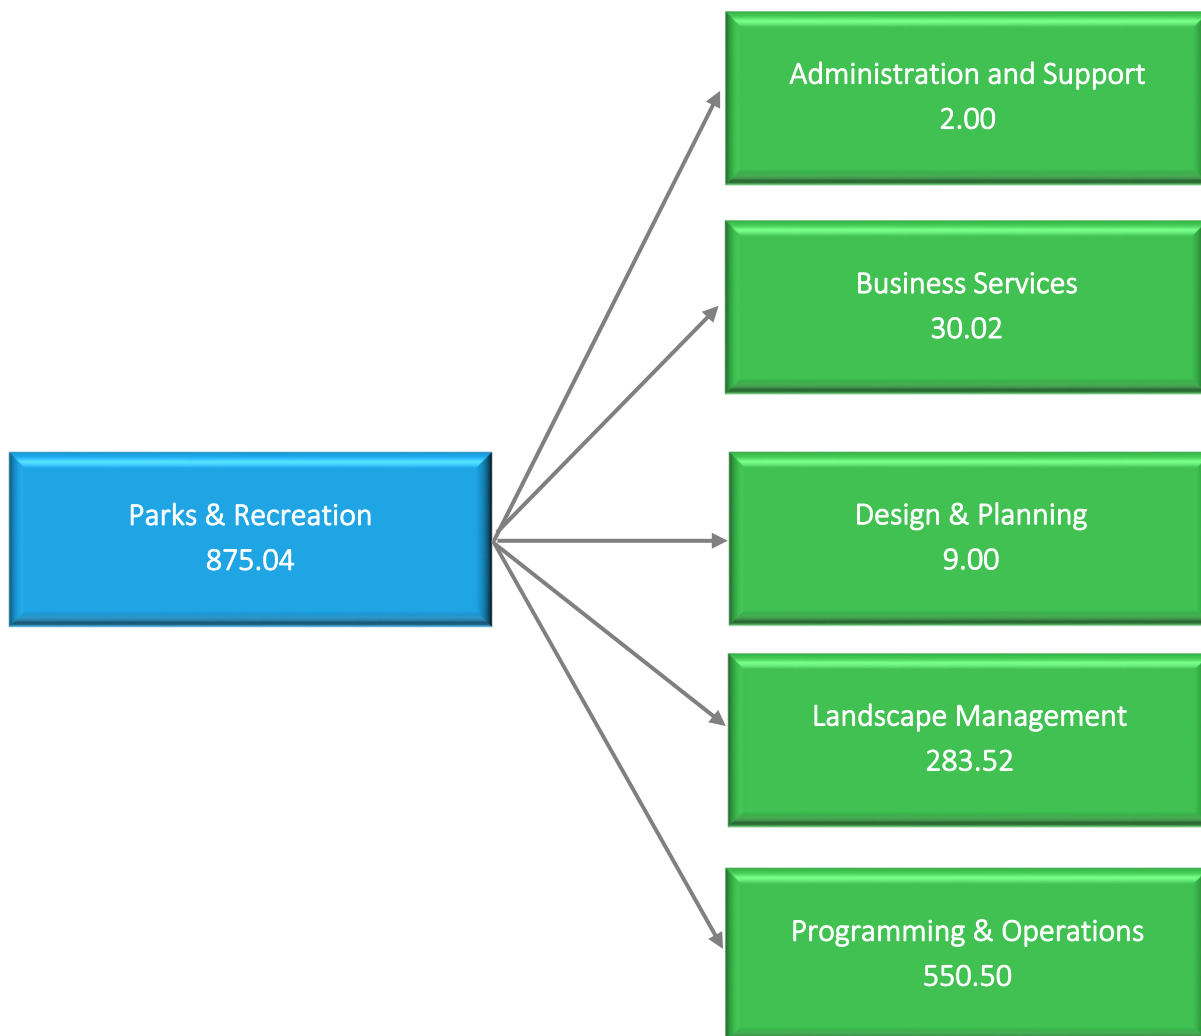 Administration and Support
2.00
Business Services
30.02
Parks & Recreation
875.04
Design & Planning
9.00
Landscape Management
283.52
Programming & Operations
550.50